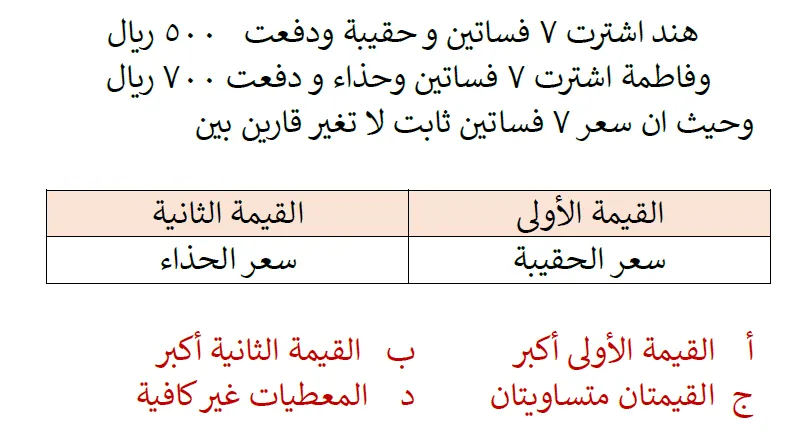 هند اشترت ٧ فساتين و حقيبة ودفعت ٥٠٠ ريال
وفاطمة اشترت ٧ فساتين وحذاء و دفعت ٧٠٠ ريال
وحيث ان سعر ٧ فساتين ثابت لا تغير قارين بين
القيمة الأولى القيمة الثانية
سعر الحقيبة سعر الحذاء
أ القيمة الأولى أكبر ب القيمة الثانية أكبر
ج القيمتان متساويتان د المعطيات غير كافية